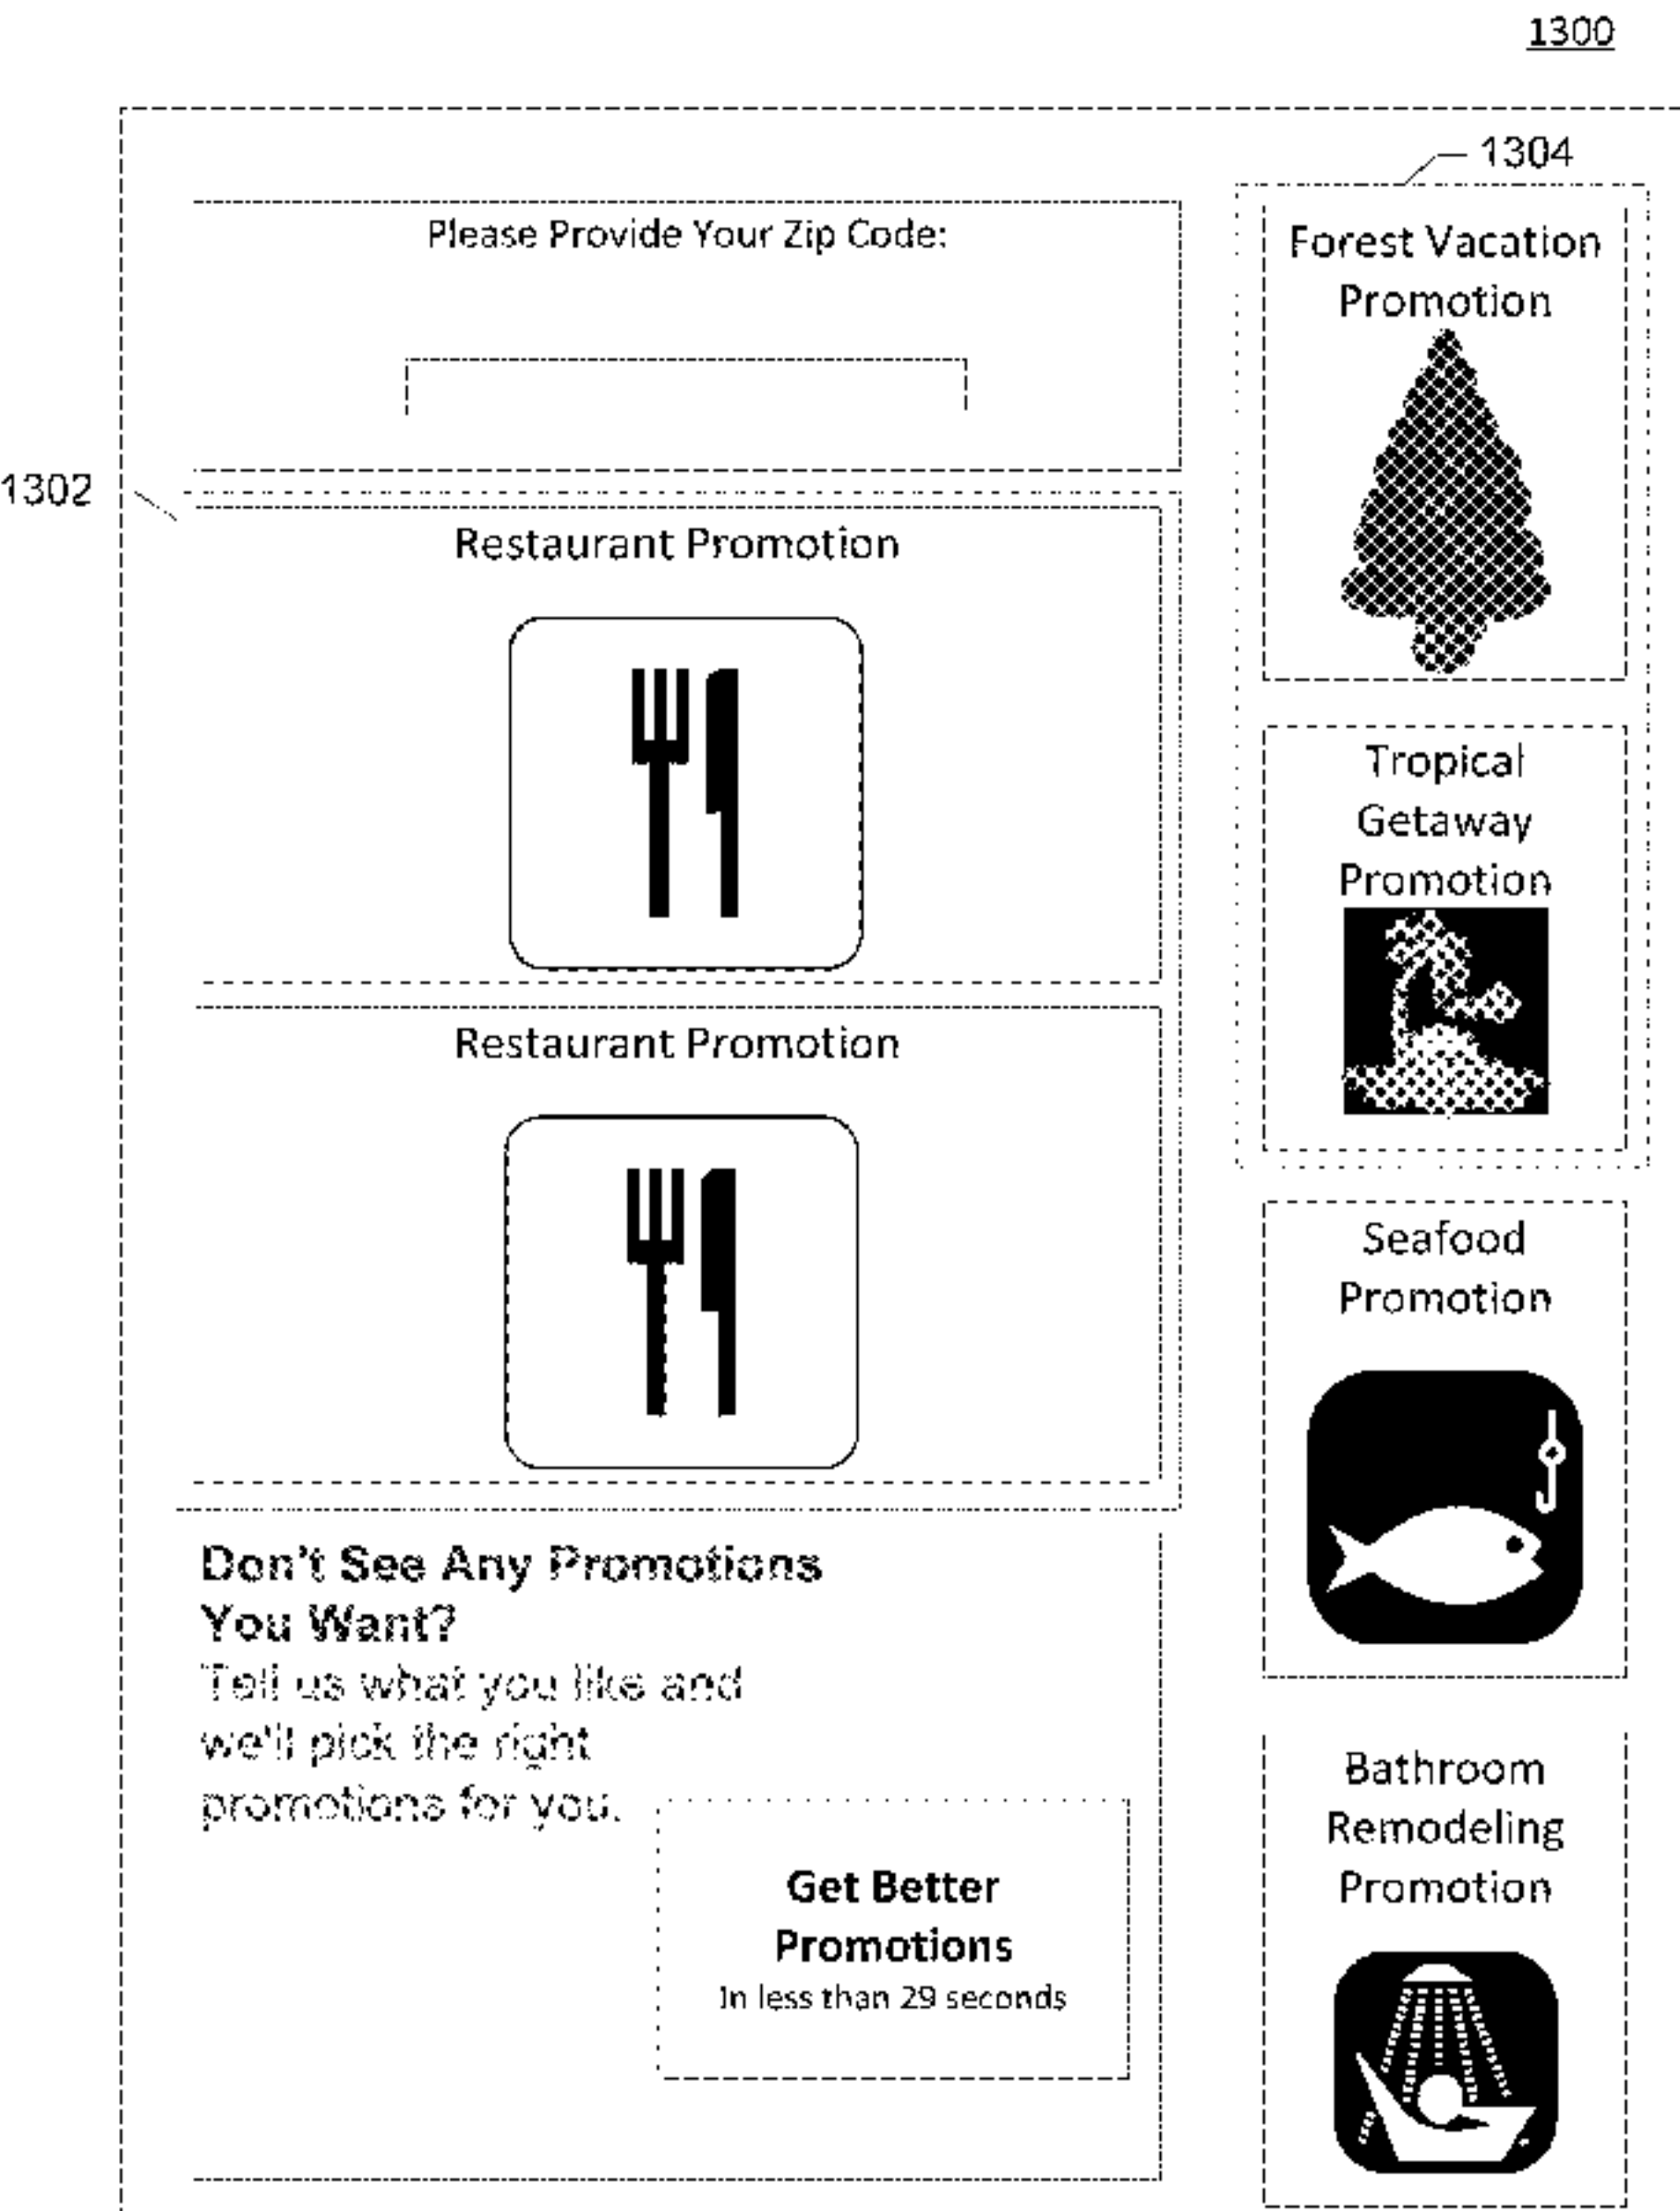 1300
1304
Please Provide Your Zip Code:
1302
Restaurant Promotion
Restaurant Promotion
Don't See Any Promotions
You Want?
Tell us what you like and
we'll pick the right
promotions for you.
Get Better
Promotions
In less than 29 seconds
Forest Vacation
Promotion
Tropical
Getaway
Promotion
Seafood
Promotion
Bathroom
Remodeling
Promotion